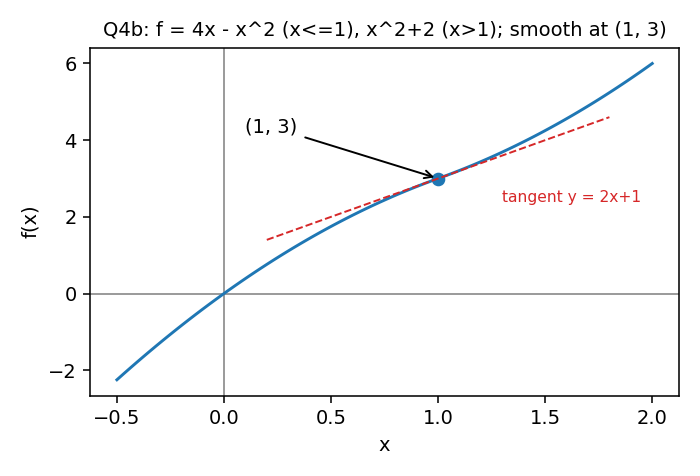 Q4b: f = 4x - x^2 (x<=1), x^2+2 (x>1); smooth at (1, 3)
6
4
2
0
−2
f(x)
(1, 3)
tangent y = 2x+1
−0.5 0.0 0.5 1.0 1.5 2.0
x